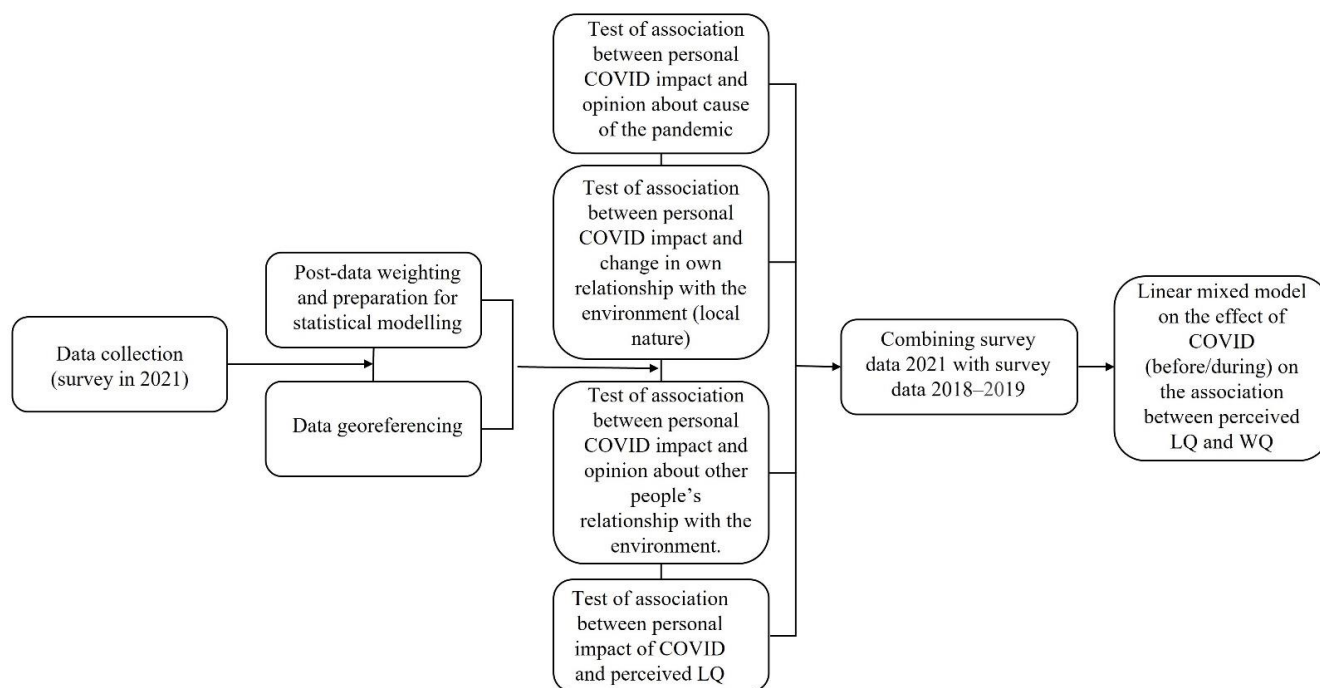 Data collection
(survey in 2021)
Post-data weighting
and preparation for
statistical modelling
Data georeferencing
Test of association
between personal
COVID impact and
opinion about cause
of the pandemic
Test of association
between personal
COVID impact and
change in own
relationship with the
environment (local
nature)
Test of association
between personal
COVID impact and
opinion about other
people’s
relationship with the
environment.
Test of association
between personal
impact of COVID
and perceived LQ
Combining survey
data 2021 with survey
data 2018–2019
Linear mixed model
on the effect of
COVID
(before/during) on
the association
between perceived
LQ and WQ